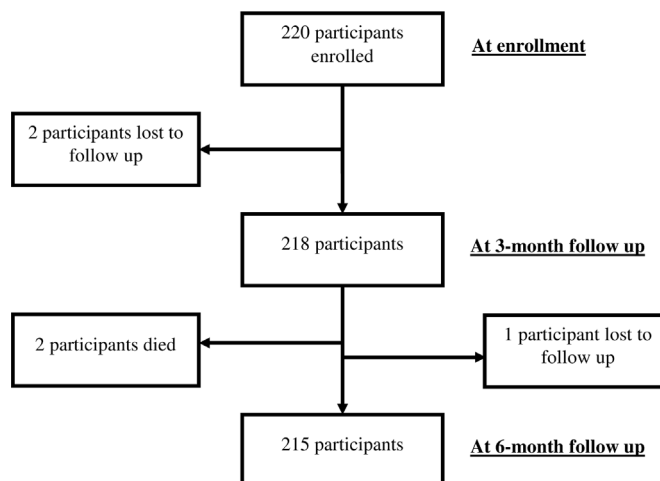 220 participants
enrolled
At enrollment
2 participants lost to
follow up
218 participants
At 3-month follow up
2 participants died
1 participant lost to
follow up
215 participants
At 6-month follow up